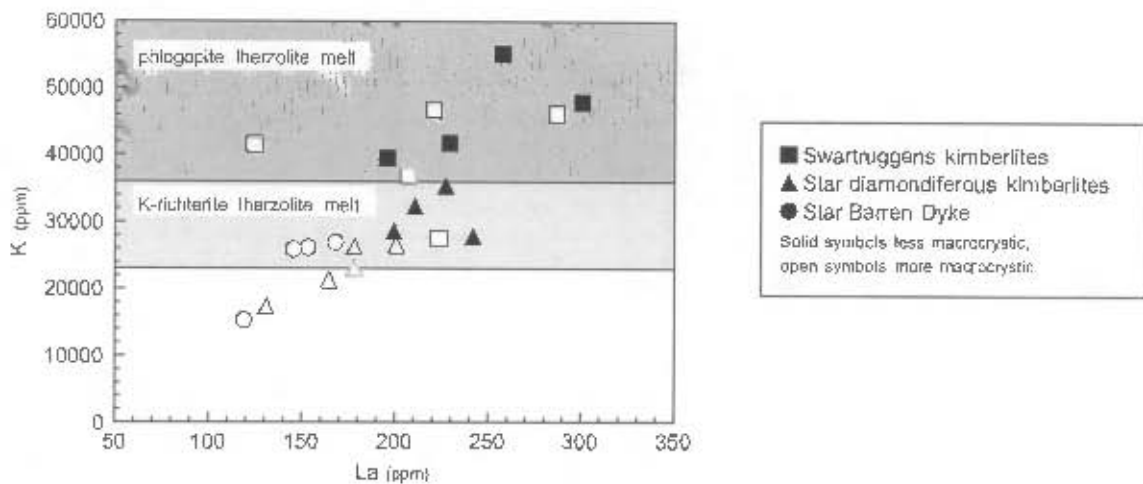 60000
50000
40000
30000
20000
10000
0
K (ppm)
phlogopite lherzolite melt
K-richterite lherzolite melt
50 100 150 200 250 300 350
La (ppm)
Swartruggens kimberlites
Star diamondiferous kimberlites
Star Barren Dyke
Solid symbols less macrocrystic,
open symbols more macrocrystic